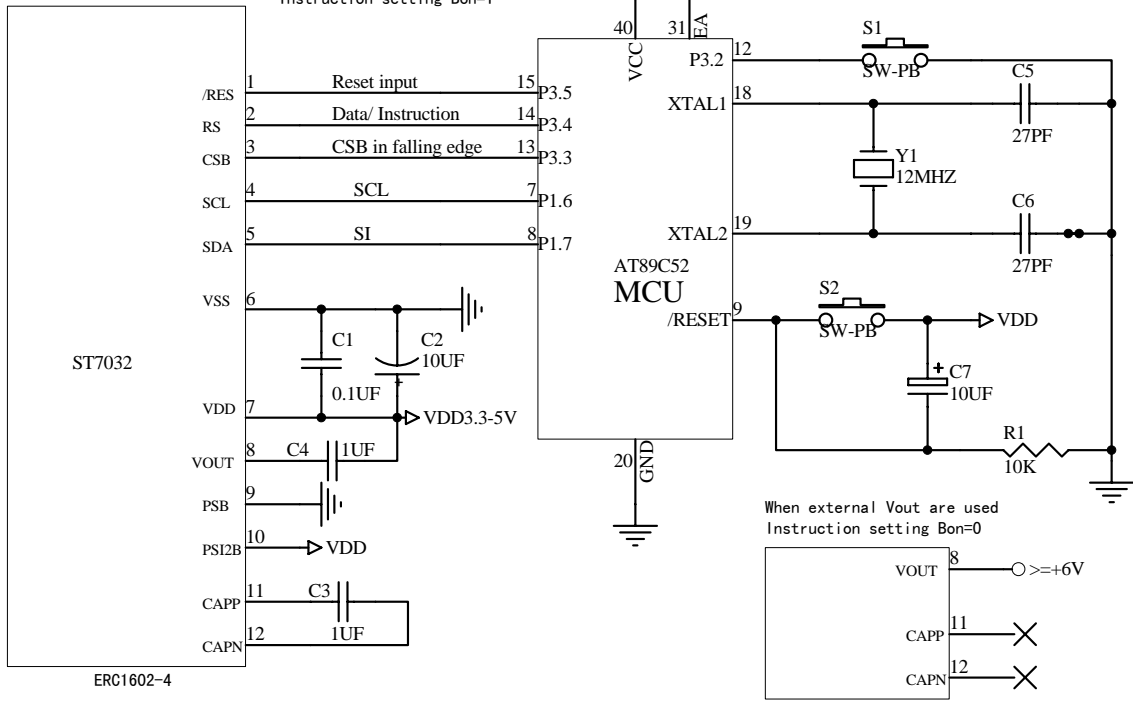 Instruction setting Bon=1
ST7032
ERC1602-4
/RES
1
Reset input
15
P3.5
RS
2
Data/ Instruction
14
P3.4
CSB
3
CSB in falling edge
13
P3.3
SCL
4
SCL
7
P1.6
SDA
5
SI
8
P1.7
VSS
6
C1
0.1UF
C2
10UF
+
VDD
7
VDD3.3-5V
VOUT
8
C4
1UF
PSB
9
PSI2B
10
VDD
CAPP
11
C3
1UF
CAPN
12
40
VCC
31
EA
P3.2
12
S1
SW-PB
XTAL1
18
C5
27PF
Y1
12MHZ
XTAL2
19
C6
27PF
AT89C52
MCU
/RESET
9
S2
SW-PB
VDD
+
C7
10UF
R1
10K
20
GND
When external Vout are used
Instruction setting Bon=0
VOUT
8
>=+6V
CAPP
11
CAPN
12